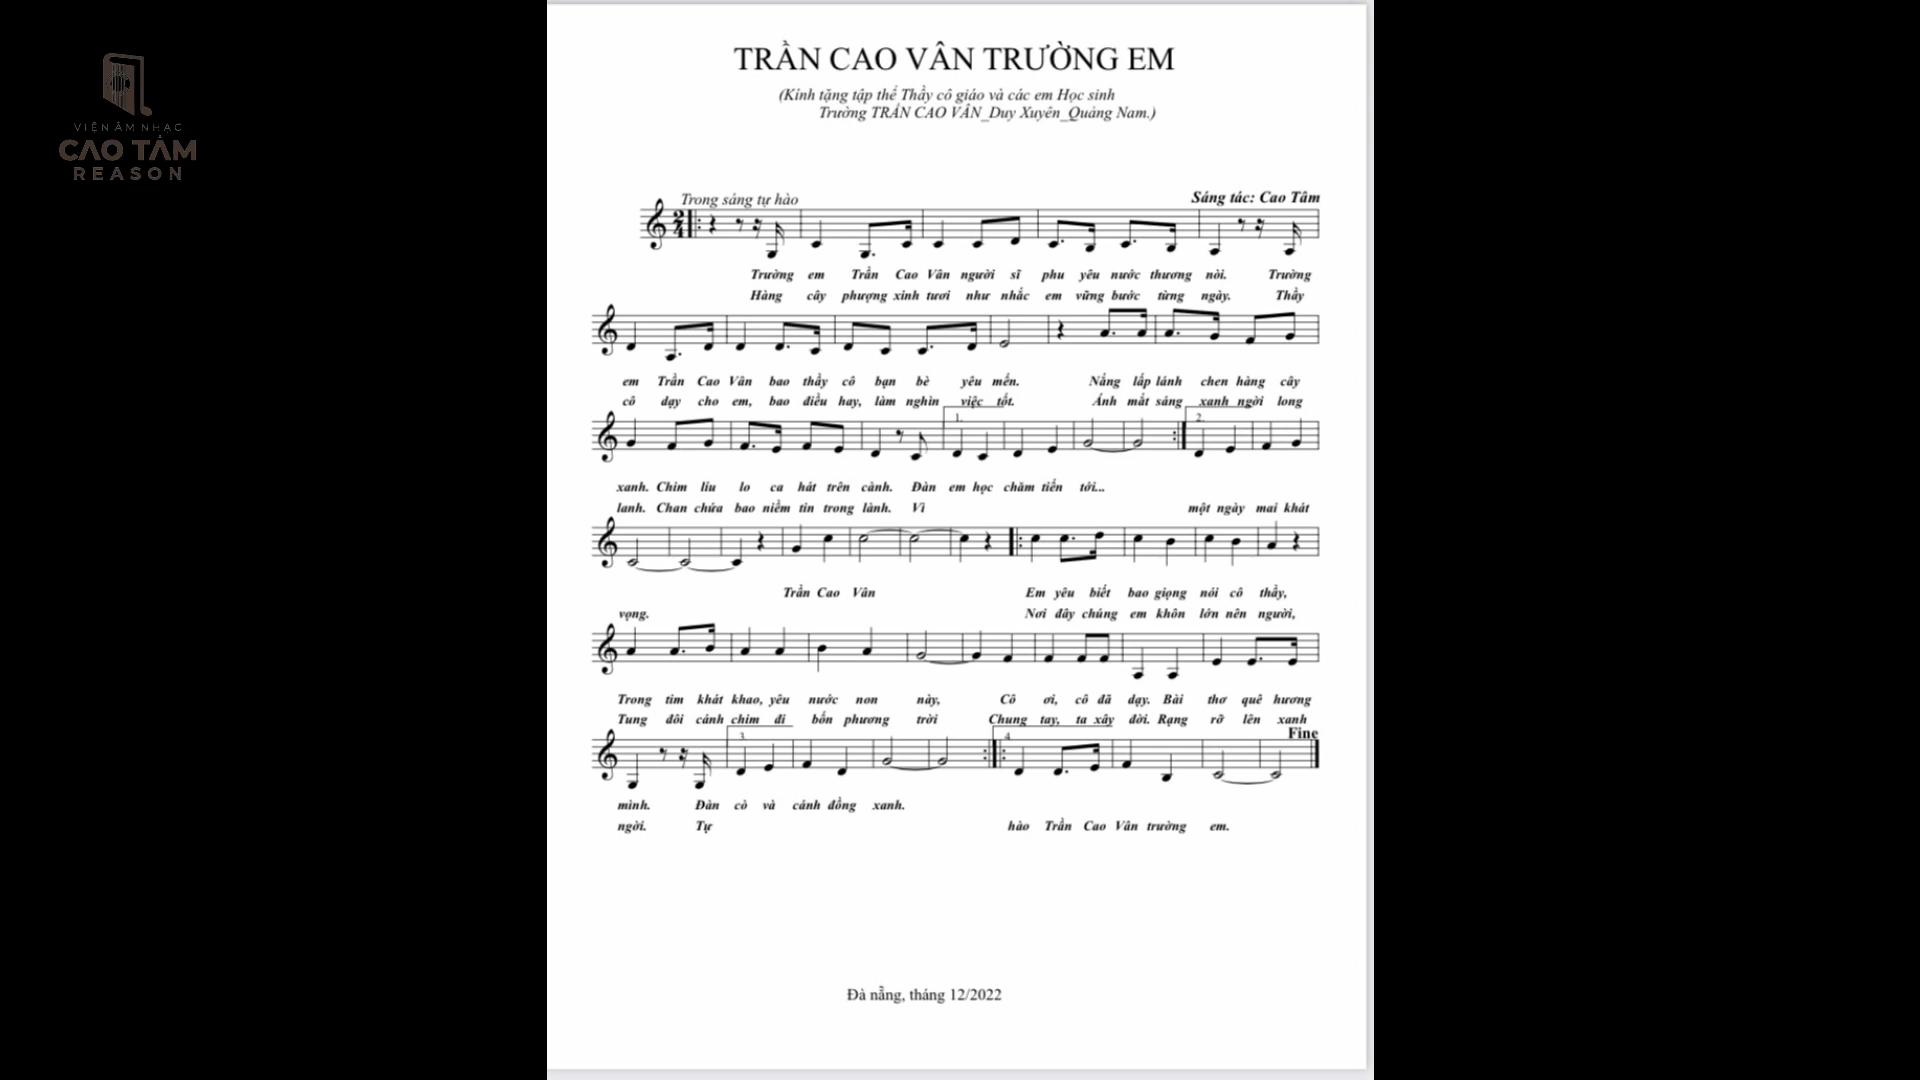 VIỆN ÂM NHẠC
CAO TÂM
REASON
TRẦN CAO VÂN TRƯỜNG EM
(Kính tặng tập thể Thầy cô giáo và các em Học sinh
Trường TRẦN CAO VÂN_Duy Xuyên_Quảng Nam.)
Trong sáng tự hào
Sáng tác: Cao Tâm
Trường em Trần Cao Vân người sĩ phu yêu nước thương nòi. Trường
Hàng cây phượng xinh tươi như nhắc em vững bước từng ngày. Thầy
em Trần Cao Vân bao thầy cô bạn bè yêu mến. Nắng lấp lánh chen hàng cây
cô dạy cho em, bao điều hay, làm nghìn việc tốt. Ánh mắt sáng xanh ngời long
1. 2.
xanh. Chim líu lo ca hát trên cành. Đàn em học chăm tiến tới...
lanh. Chan chứa bao niềm tin trong lành. Vì một ngày mai khát
Trần Cao Vân Em yêu biết bao giọng nói cô thầy,
vọng. Nơi đây chúng em khôn lớn nên người,
Trong tim khát khao, yêu nước non này, Cô ơi, cô đã dạy. Bài thơ quê hương
Tung đôi cánh chim đi bốn phương trời Chung tay, ta xây đời. Rạng rỡ lên xanh
Fine
3. 4
mình. Đàn cò và cánh đồng xanh.
ngời. Tự hào Trần Cao Vân trường em.
Đà nẵng, tháng 12/2022